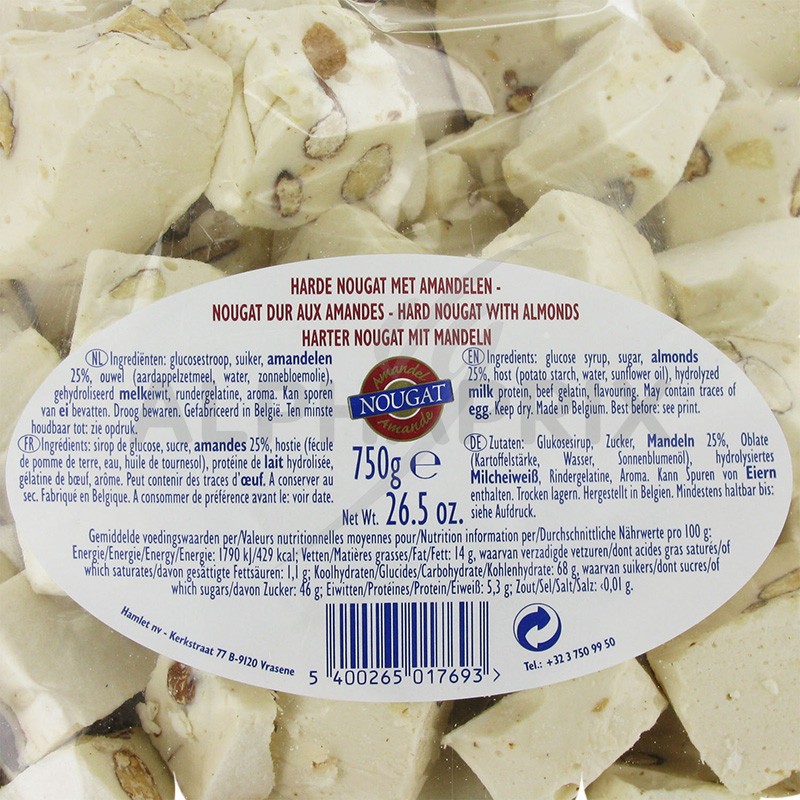 HARDE NOUGAT MET AMANDELEN -
NOUGAT DUR AUX AMANDES - HARD NOUGAT WITH ALMONDS
HARTER NOUGAT MIT MANDELN
NL Ingrediënten: glucosestroop, suiker, amandelen
25%, ouwel (aardappelzetmeel, water, zonnebloemolie),
gehydroliseerd melkeiwit, rundergelatine, aroma. Kan sporen
van ei bevatten. Droog bewaren. Gefabriceerd in België. Ten minste
houdbaar tot: zie opdruk.
FR Ingrédients: sirop de glucose, sucre, amandes 25%, hostie (fécule
de pomme de terre, eau, huile de tournesol), protéine de lait hydrolisée,
gélatine de bœuf, arôme. Peut contenir des traces d'œuf. A conserver au
sec. Fabriqué en Belgique. A consommer de préférence avant le: voir date.
Amandel
NOUGAT
Amande
750g e
Net Wt. 26.5 oz.
EN Ingredients: glucose syrup, sugar, almonds
25%, host (potato starch, water, sunflower oil), hydrolyzed
milk protein, beef gelatin, flavouring. May contain traces of
egg. Keep dry. Made in Belgium. Best before: see print.
DE Zutaten: Glukosesirup, Zucker, Mandeln 25%, Oblate
(Kartoffelstärke, Wasser, Sonnenblumenöl), hydrolysiertes
Milcheiweiß, Rindergelatine, Aroma. Kann Spuren von Eiern
enthalten. Trocken lagern. Hergestellt in Belgien. Mindestens haltbar bis:
siehe Aufdruck.
Gemiddelde voedingswaarden per/Valeurs nutritionnelles moyennes pour/Nutrition information per/Durchschnittliche Nährwerte pro 100 g:
Energie/Energie/Energy/Energie: 1790 kJ/429 kcal; Vetten/Matières grasses/Fat/Fett: 14 g, waarvan verzadigde vetzuren/dont acides gras saturés/of
which saturates/davon gesättigte Fettsäuren: 1,1 g; Koolhydraten/Glucides/Carbohydrate/Kohlenhydrate: 68 g, waarvan suikers/dont sucres/of
which sugars/davon Zucker: 46 g; Eiwitten/Protéines/Protein/Eiweiß: 5,3 g; Zout/Sel/Salt/Salz: <0,01 g.
Hamlet nv - Kerkstraat 77 B-9120 Vrasene
5 400265 017693 >
Tel.: +32 3 750 99 50
ALPHAPRIX